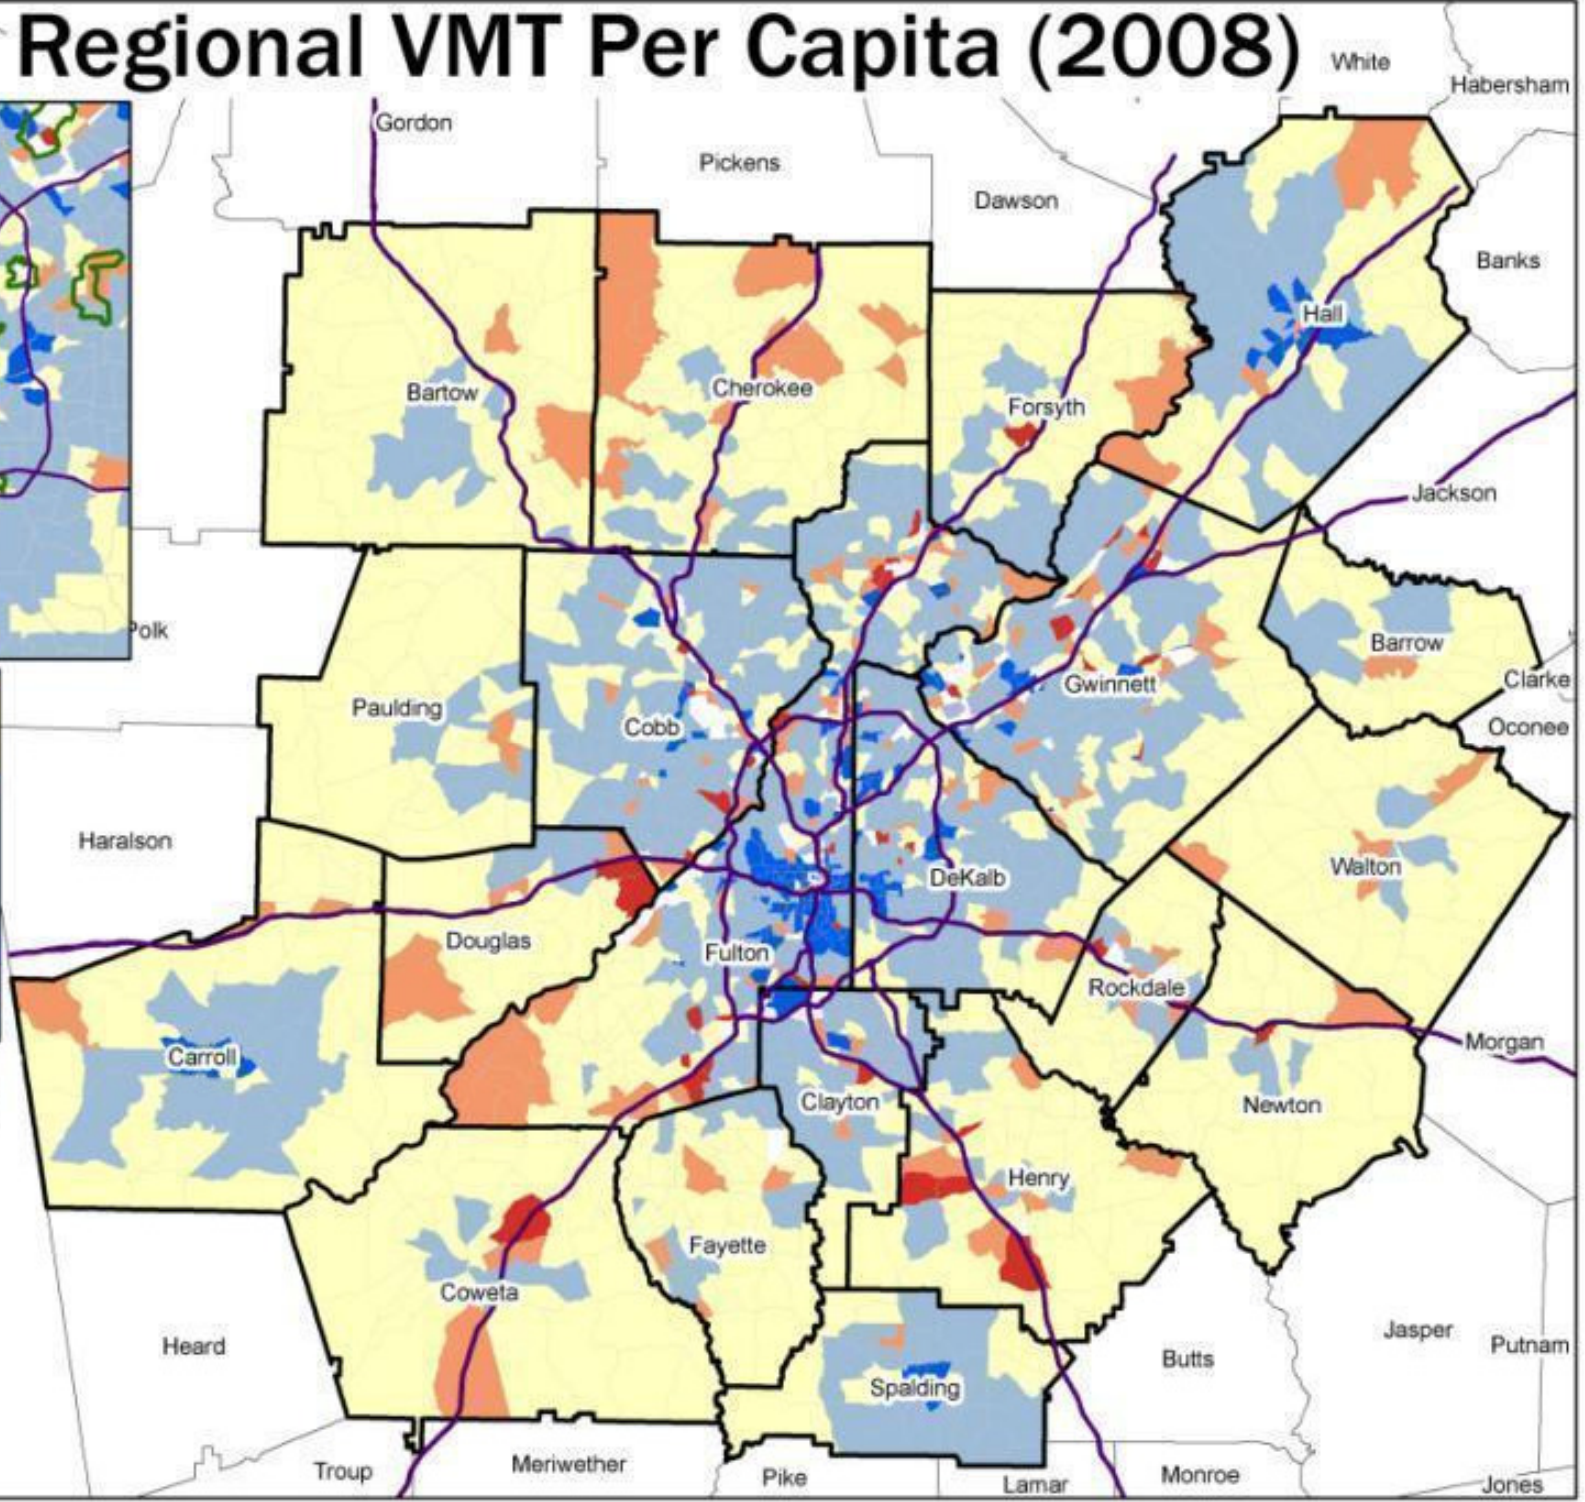 Regional VMT Per Capita (2008)
White
Habersham
Gordon
Pickens
Dawson
Banks
Hall
Bartow
Cherokee
Forsyth
Jackson
Polk
Barrow
Clarke
Gwinnett
Paulding
Cobb
Oconee
Haralson
Walton
DeKalb
Douglas
Fulton
Rockdale
Morgan
Carroll
Clayton
Newton
Henry
Fayette
Coweta
Heard
Jasper
Putnam
Butts
Spalding
Troup
Meriwether
Pike
Lamar
Monroe
Jones